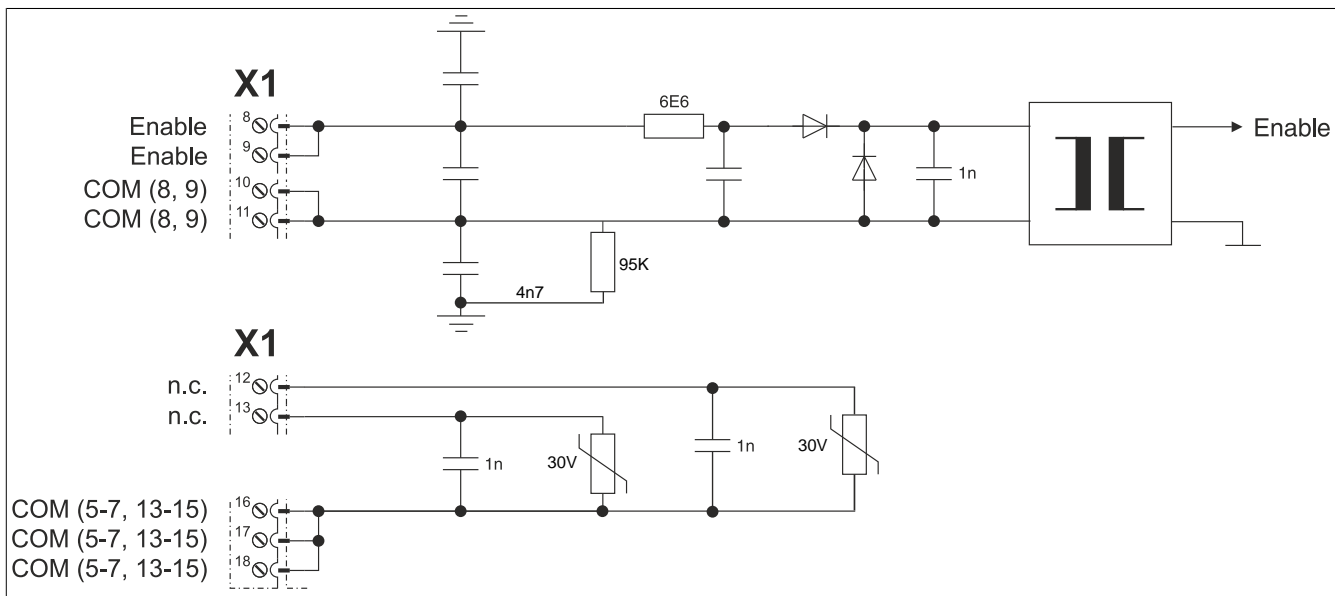 X1
6E6
8
Enable
Enable
9
Enable
10
COM (8, 9)
1n
11
COM (8, 9)
95K
4n7
X1
12
n.c.
13
n.c.
1n
30V
1n
30V
16
COM (5-7, 13-15)
17
COM (5-7, 13-15)
18
COM (5-7, 13-15)